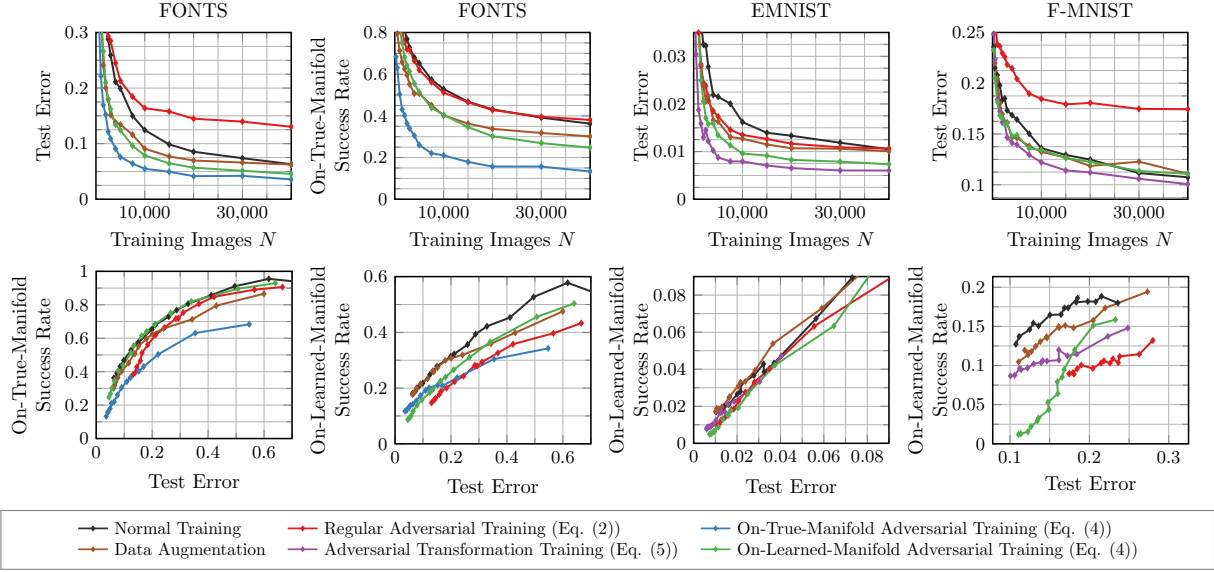 FONTS
Test Error
0.3
0.2
0.1
0
10,000
30,000
Training Images N
FONTS
On-True-Manifold
Success Rate
0.8
0.6
0.4
0.2
0
10,000
30,000
Training Images N
EMNIST
Test Error
0.03
0.02
0.01
0
10,000
30,000
Training Images N
F-MNIST
Test Error
0.25
0.2
0.15
0.1
10,000
30,000
Training Images N
On-True-Manifold
Success Rate
1
0.8
0.6
0.4
0.2
0
0
0.2
0.4
0.6
Test Error
On-Learned-Manifold
Success Rate
0.6
0.4
0.2
0
0
0.2
0.4
0.6
Test Error
On-Learned-Manifold
Success Rate
0.08
0.06
0.04
0.02
0
0
0.02
0.04
0.06
0.08
Test Error
On-Learned-Manifold
Success Rate
0.2
0.15
0.1
0.05
0
0.1
0.2
0.3
Test Error
Normal Training
Regular Adversarial Training (Eq. (2))
On-True-Manifold Adversarial Training (Eq. (4))
Data Augmentation
Adversarial Transformation Training (Eq. (5))
On-Learned-Manifold Adversarial Training (Eq. (4))